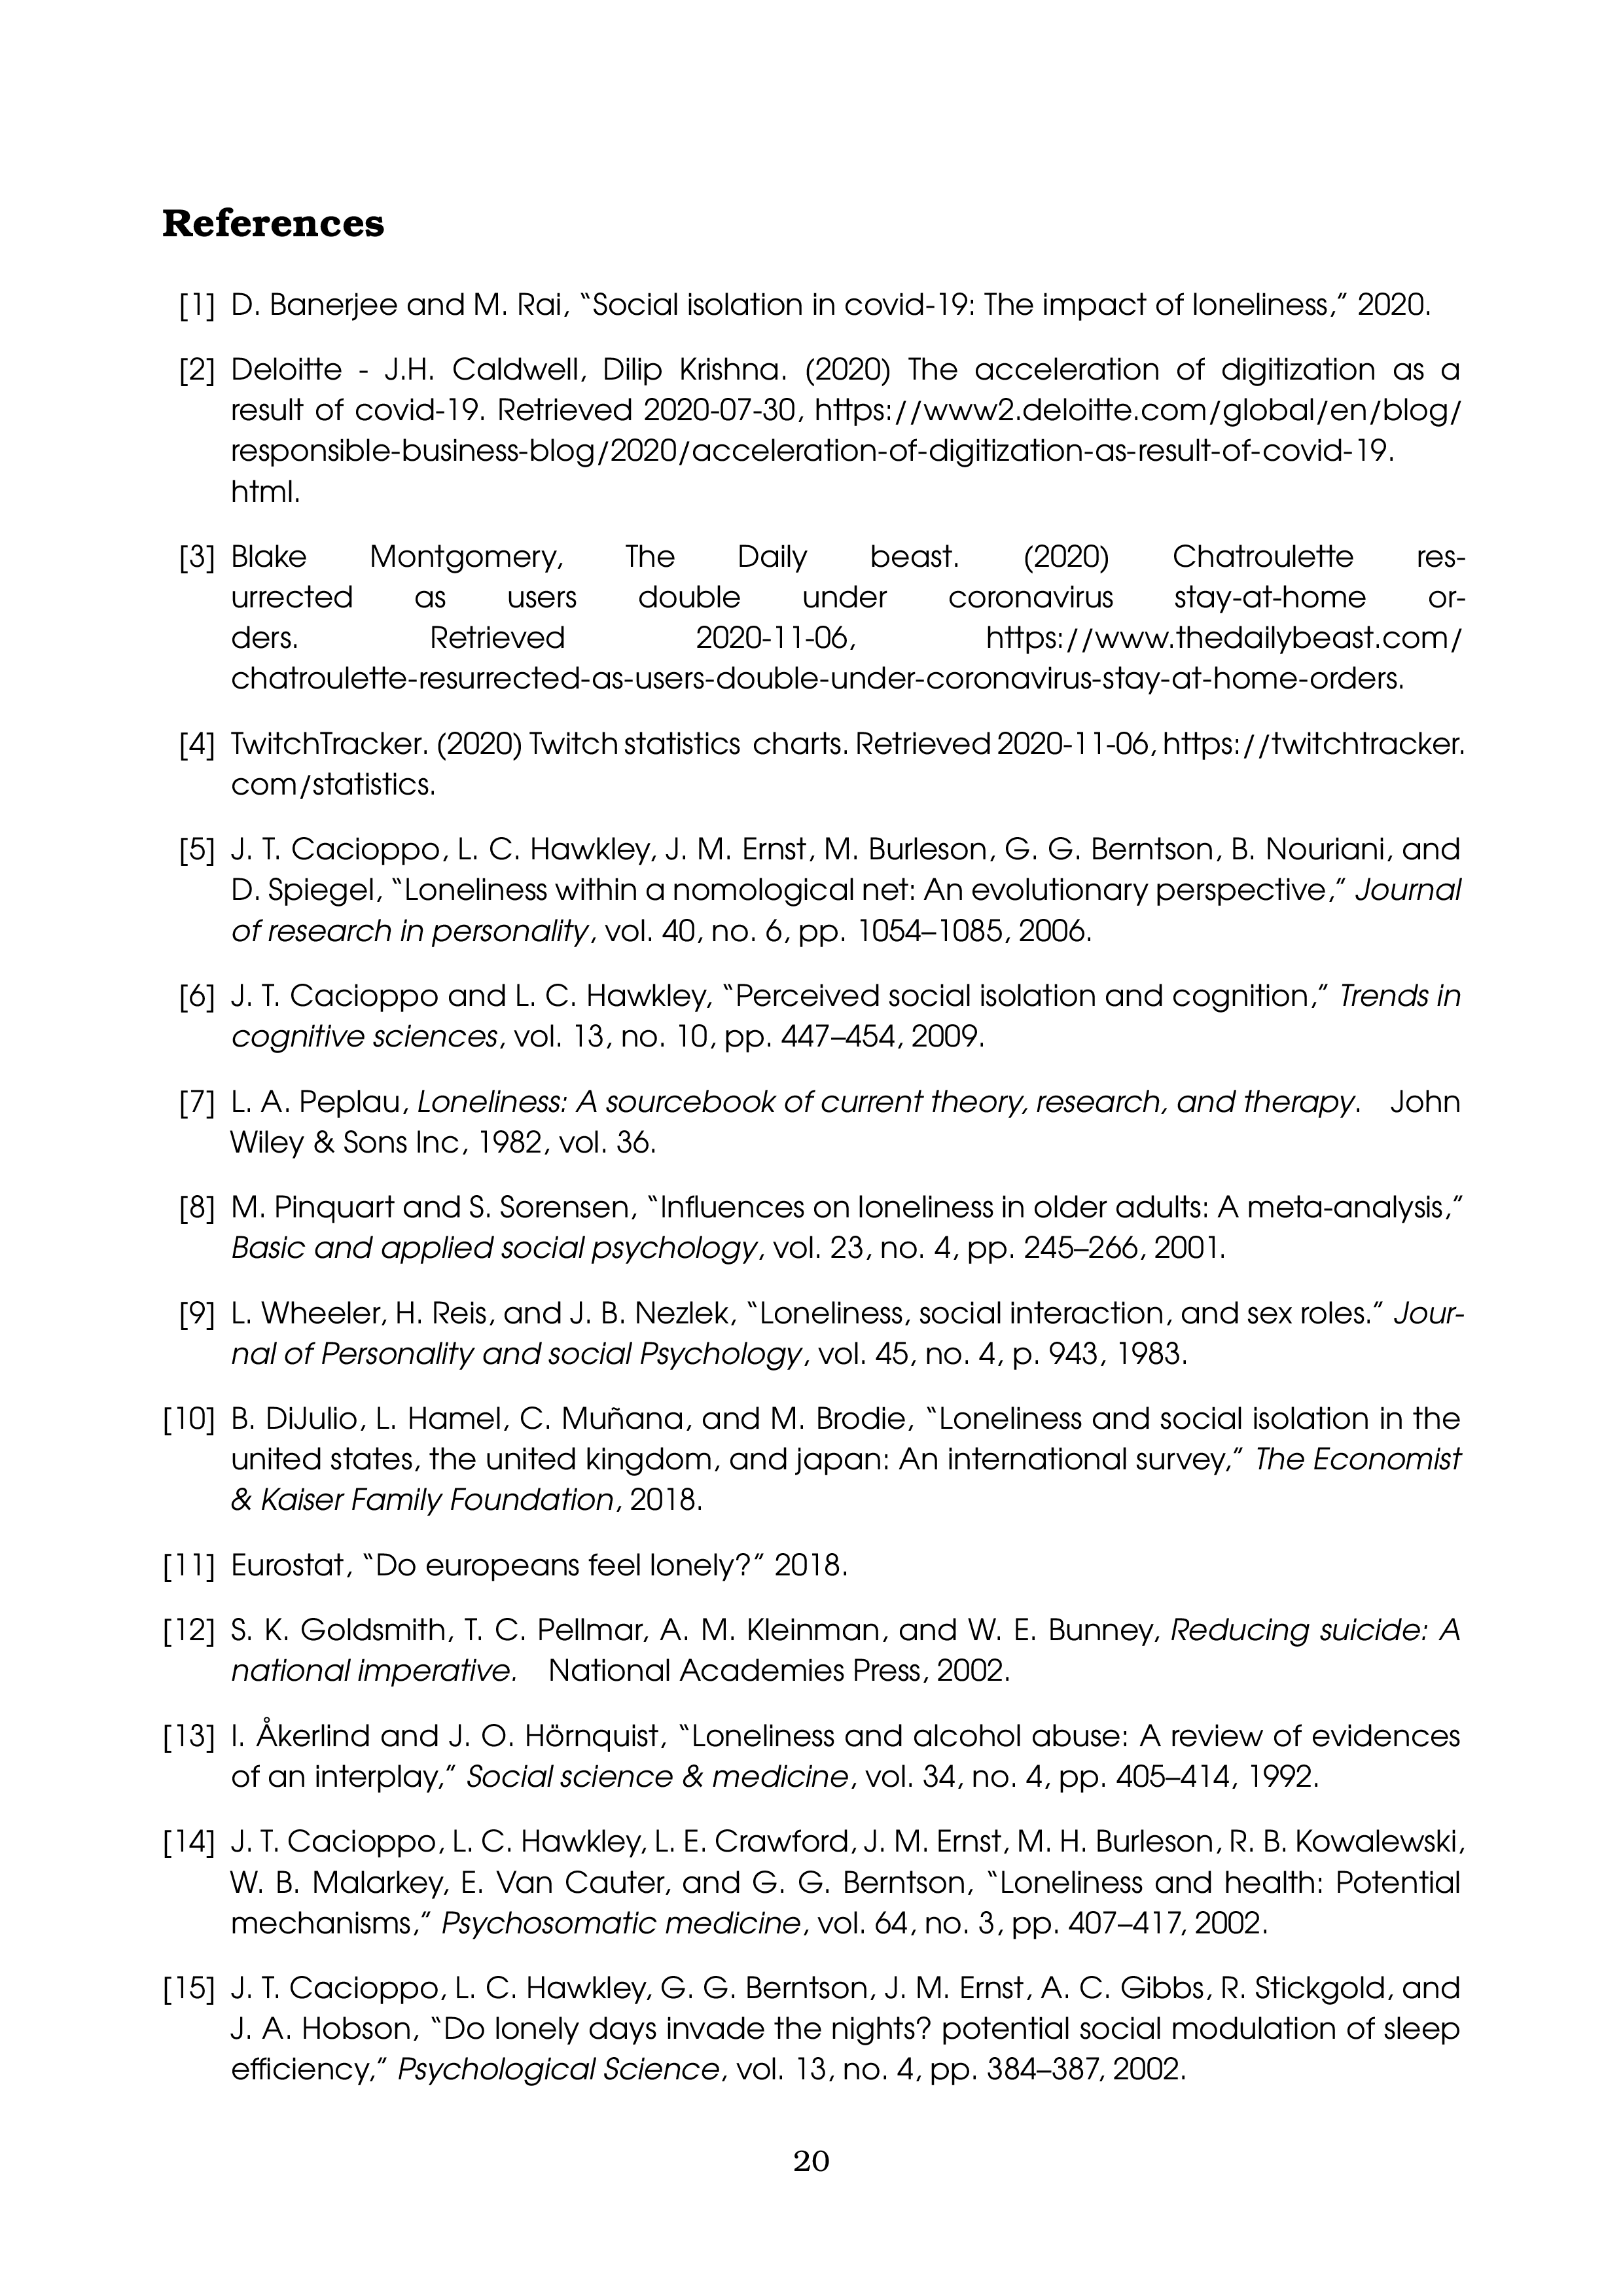 References
[1] D. Banerjee and M. Rai, “Social isolation in covid-19: The impact of loneliness,” 2020.
[2] Deloitte - J.H. Caldwell, Dilip Krishna. (2020) The acceleration of digitization as a
result of covid-19. Retrieved 2020-07-30, https://www2.deloitte.com/global/en/blog/
responsible-business-blog/2020/acceleration-of-digitization-as-result-of-covid-19.
html.
[3] Blake Montgomery, The Daily beast. (2020) Chatroulette res-
urrected as users double under coronavirus stay-at-home or-
ders. Retrieved 2020-11-06, https://www.thedailybeast.com/
chatroulette-resurrected-as-users-double-under-coronavirus-stay-at-home-orders.
[4] TwitchTracker. (2020) Twitch statistics charts. Retrieved 2020-11-06, https://twitchtracker.
com/statistics.
[5] J. T. Cacioppo, L. C. Hawkley, J. M. Ernst, M. Burleson, G. G. Berntson, B. Nouriani, and
D. Spiegel, “Loneliness within a nomological net: An evolutionary perspective,” Journal
of research in personality, vol. 40, no. 6, pp. 1054–1085, 2006.
[6] J. T. Cacioppo and L. C. Hawkley, “Perceived social isolation and cognition,” Trends in
cognitive sciences, vol. 13, no. 10, pp. 447–454, 2009.
[7] L. A. Peplau, Loneliness: A sourcebook of current theory, research, and therapy. John
Wiley & Sons Inc, 1982, vol. 36.
[8] M. Pinquart and S. Sorensen, “Influences on loneliness in older adults: A meta-analysis,”
Basic and applied social psychology, vol. 23, no. 4, pp. 245–266, 2001.
[9] L. Wheeler, H. Reis, and J. B. Nezlek, “Loneliness, social interaction, and sex roles.” Jour-
nal of Personality and social Psychology, vol. 45, no. 4, p. 943, 1983.
[10] B. DiJulio, L. Hamel, C. Muñana, and M. Brodie, “Loneliness and social isolation in the
united states, the united kingdom, and japan: An international survey,” The Economist
& Kaiser Family Foundation, 2018.
[11] Eurostat, “Do europeans feel lonely?” 2018.
[12] S. K. Goldsmith, T. C. Pellmar, A. M. Kleinman, and W. E. Bunney, Reducing suicide: A
national imperative. National Academies Press, 2002.
[13] I. Åkerlind and J. O. Hörnquist, “Loneliness and alcohol abuse: A review of evidences
of an interplay,” Social science & medicine, vol. 34, no. 4, pp. 405–414, 1992.
[14] J. T. Cacioppo, L. C. Hawkley, L. E. Crawford, J. M. Ernst, M. H. Burleson, R. B. Kowalewski,
W. B. Malarkey, E. Van Cauter, and G. G. Berntson, “Loneliness and health: Potential
mechanisms,” Psychosomatic medicine, vol. 64, no. 3, pp. 407–417, 2002.
[15] J. T. Cacioppo, L. C. Hawkley, G. G. Berntson, J. M. Ernst, A. C. Gibbs, R. Stickgold, and
J. A. Hobson, “Do lonely days invade the nights? potential social modulation of sleep
efficiency,” Psychological Science, vol. 13, no. 4, pp. 384–387, 2002.
20